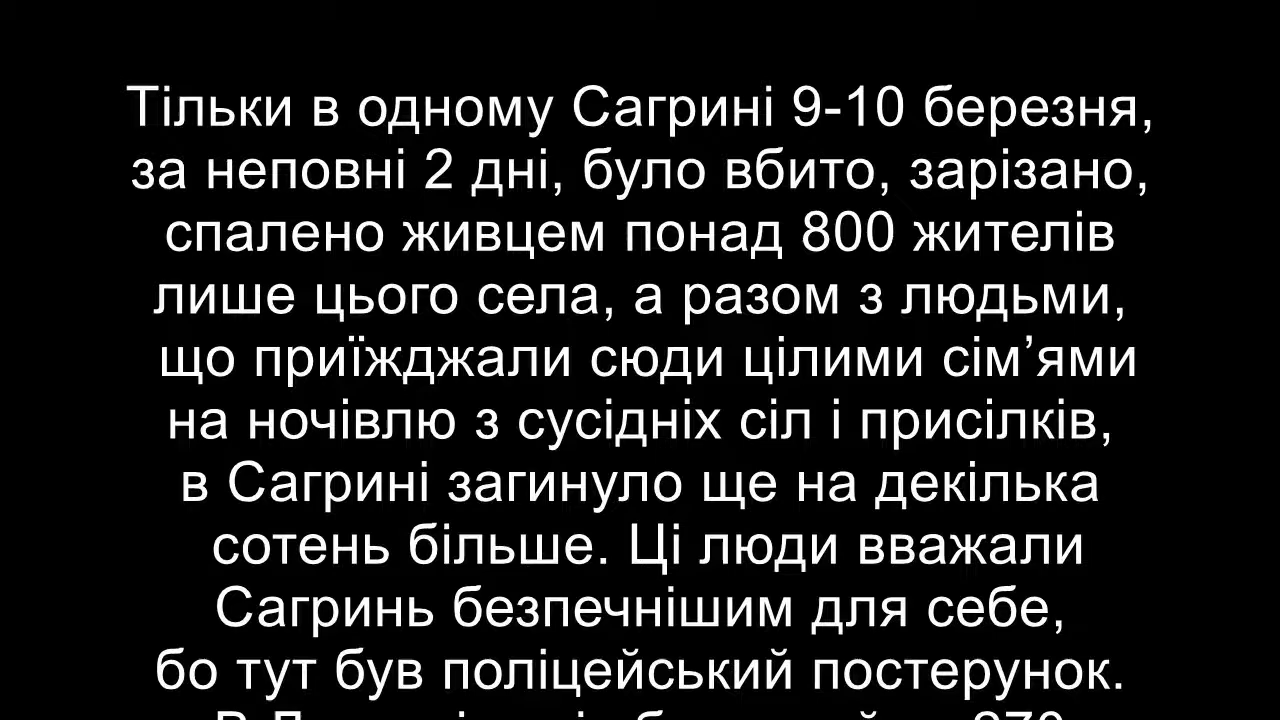 Тільки в одному Сагрині 9-10 березня,
за неповні 2 дні, було вбито, зарізано,
спалено живцем понад 800 жителів
лише цього села, а разом з людьми,
що приїжджали сюди цілими сім’ями
на ночівлю з сусідніх сіл і присілків,
в Сагрині загинуло ще на декілька
сотень більше. Ці люди вважали
Сагринь безпечнішим для себе,
бо тут був поліцейський постерунок.